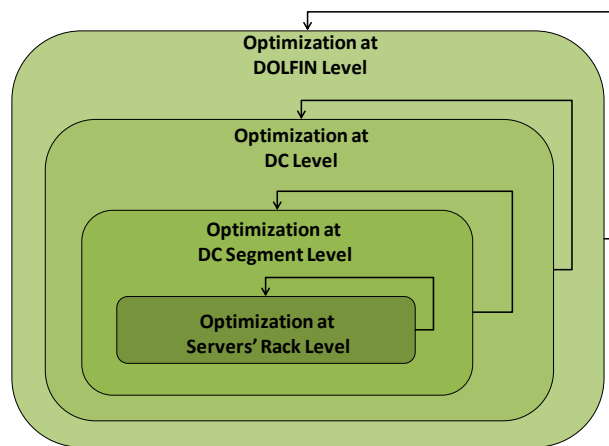 Optimization at
DOLFIN Level
Optimization at
DC Level
Optimization at
DC Segment Level
Optimization at
Servers’ Rack Level